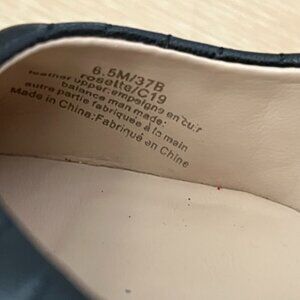 6.5M/37B
rosette/C19
leather upper:empeigne en cuir
balance man made:
autre partie fabriquée à la main
Made in China:Fabriqué en Chine